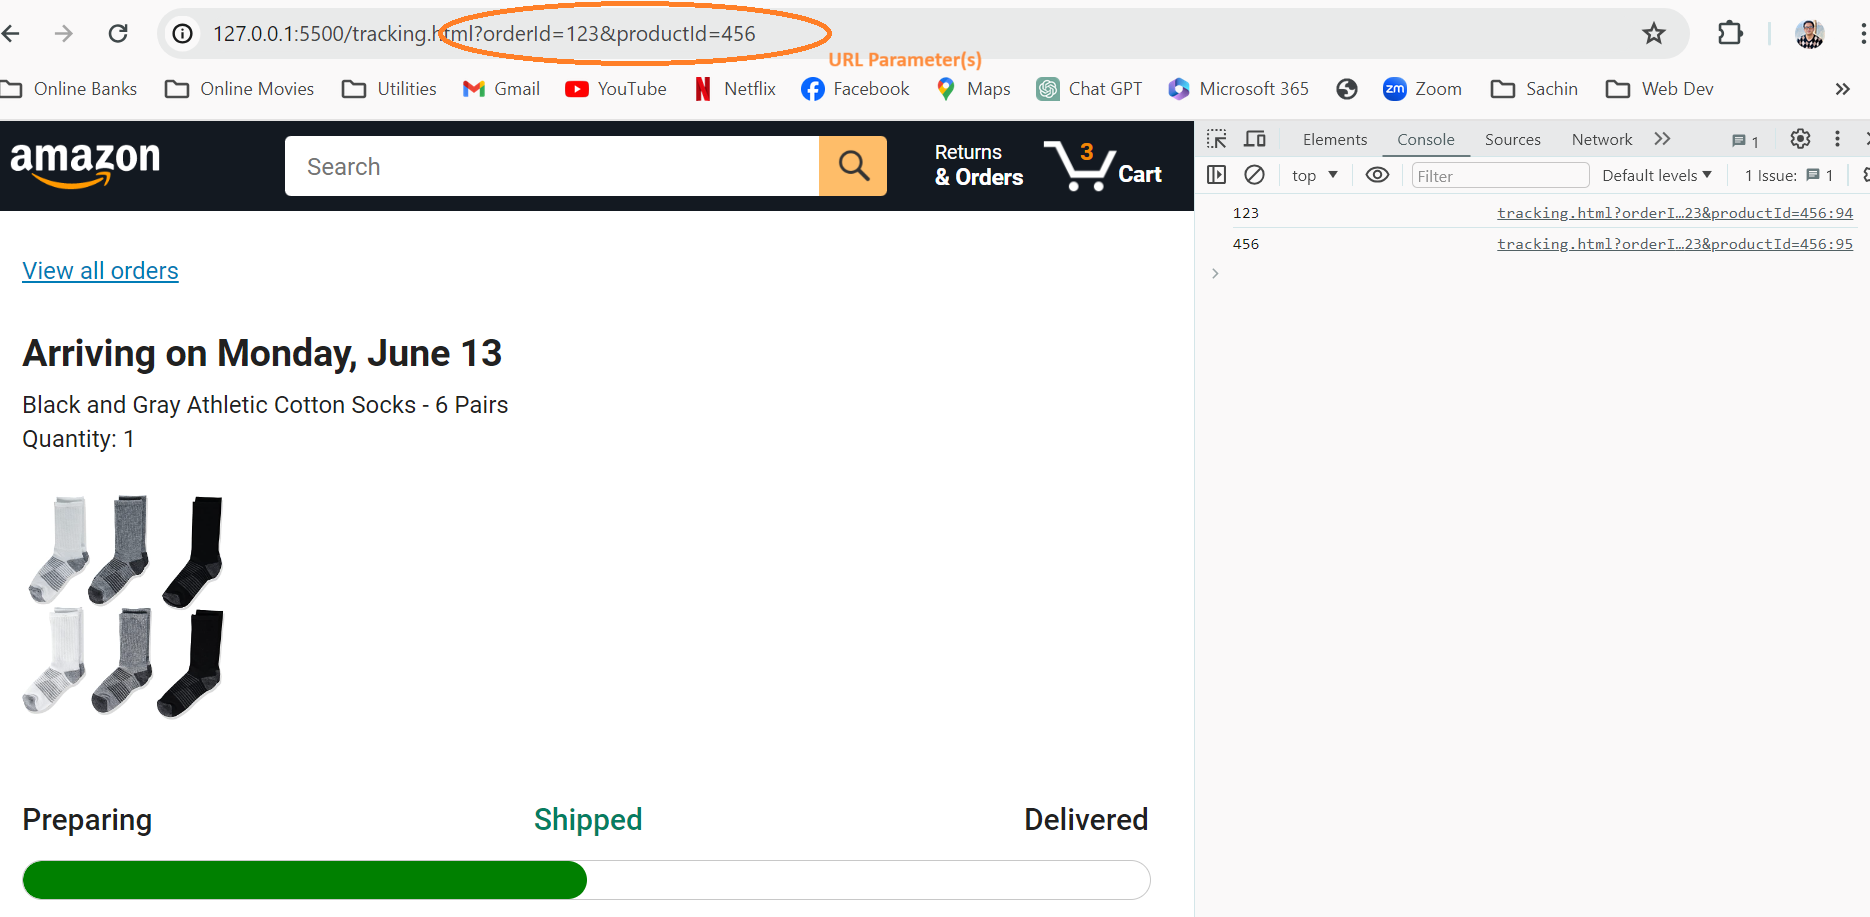 127.0.0.1:5500/tracking.html?orderId=123&productId=456
URL Parameter(s)
Online Banks Online Movies Utilities Gmail YouTube Netflix Facebook Maps Chat GPT Microsoft 365 zm Zoom Sachin Web Dev
amazon Search Returns & Orders 3 Cart
Elements Console Sources Network 1
top Filter Default levels 1 Issue: 1
123 tracking.html?orderI…23&productId=456:94
456 tracking.html?orderI…23&productId=456:95
View all orders
Arriving on Monday, June 13
Black and Gray Athletic Cotton Socks - 6 Pairs
Quantity: 1
Preparing Shipped Delivered